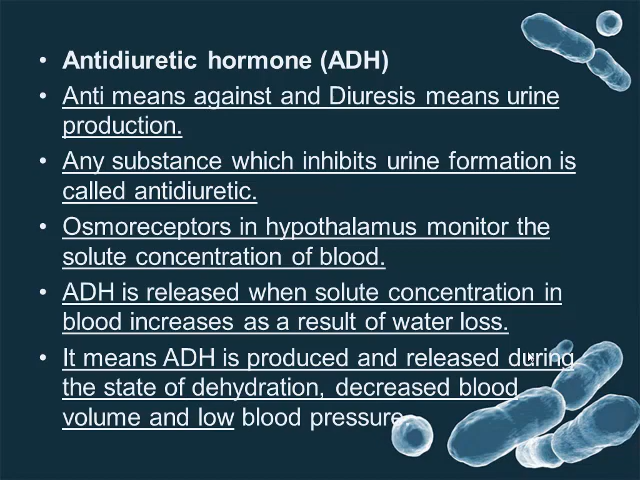 • Antidiuretic hormone (ADH)
• Anti means against and Diuresis means urine
production.
• Any substance which inhibits urine formation is
called antidiuretic.
• Osmoreceptors in hypothalamus monitor the
solute concentration of blood.
• ADH is released when solute concentration in
blood increases as a result of water loss.
• It means ADH is produced and released during
the state of dehydration, decreased blood
volume and low blood pressure.